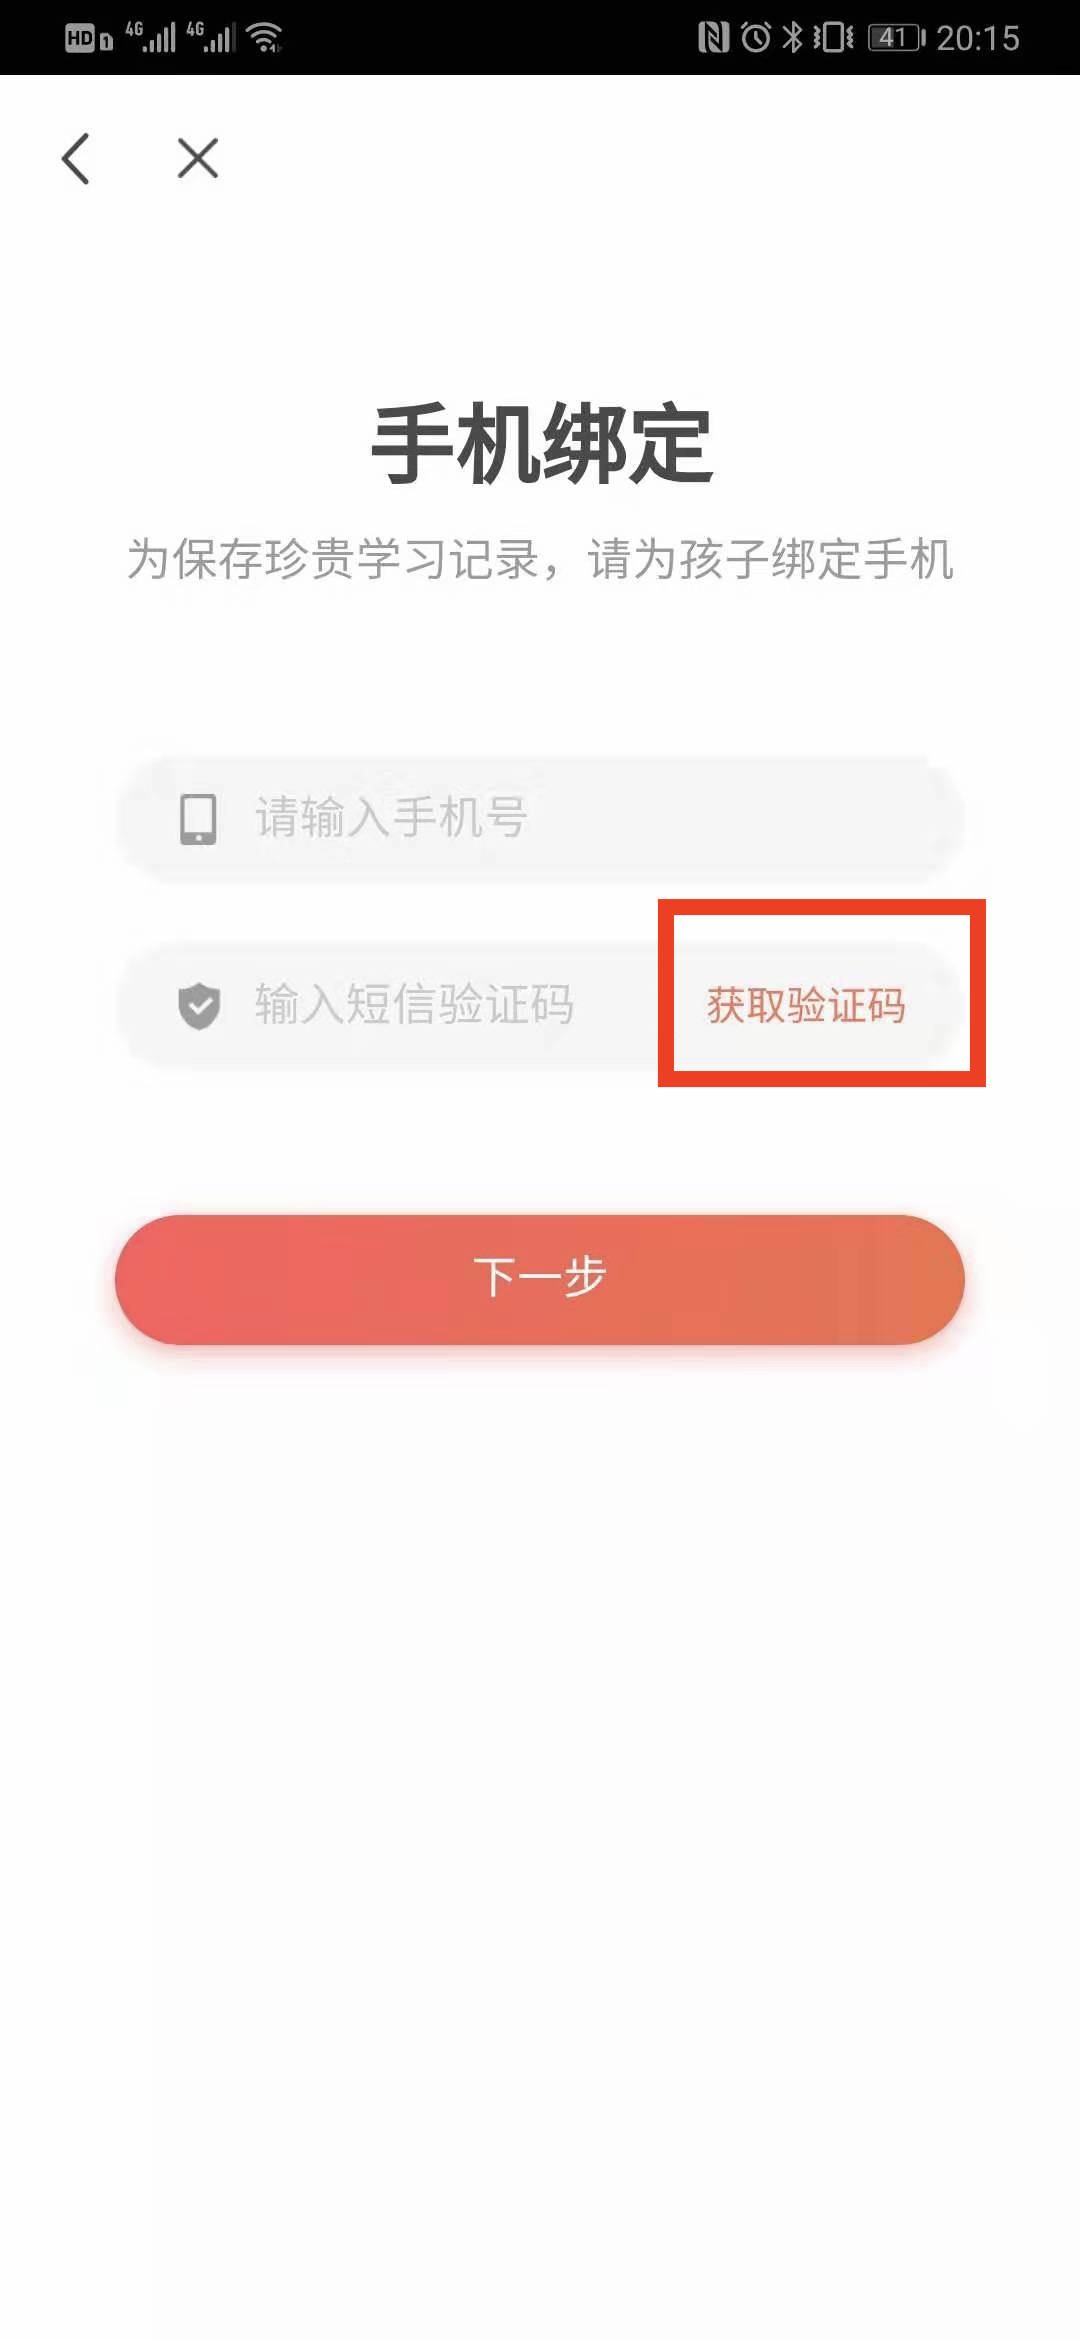 HD 1 4G 4G 41 20:15
手机绑定
为保存珍贵学习记录，请为孩子绑定手机
请输入手机号
输入短信验证码 获取验证码
下一步